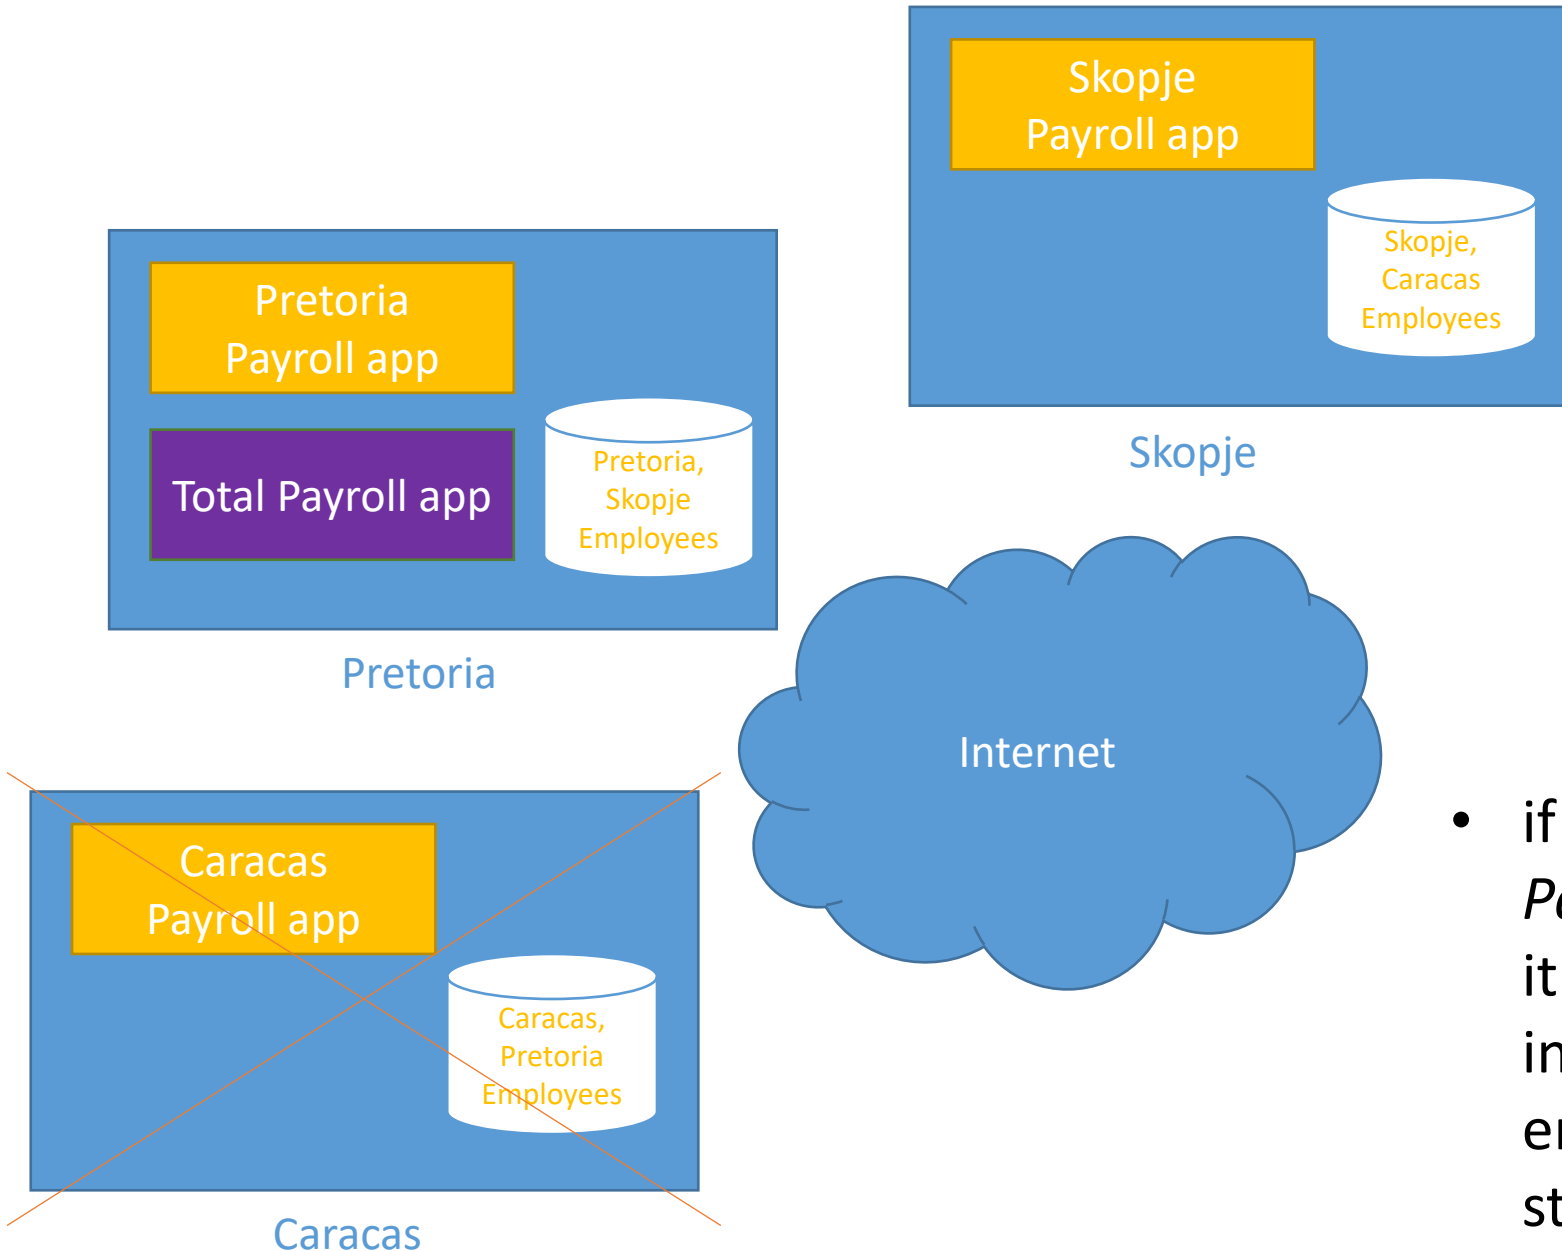 Skopje
Payroll app
Skopje,
Caracas
Employees
Skopje
Pretoria
Payroll app
Total Payroll app
Pretoria,
Skopje
Employees
Pretoria
Internet
Caracas
Payroll app
Caracas,
Pretoria
Employees
Caracas
• if
it